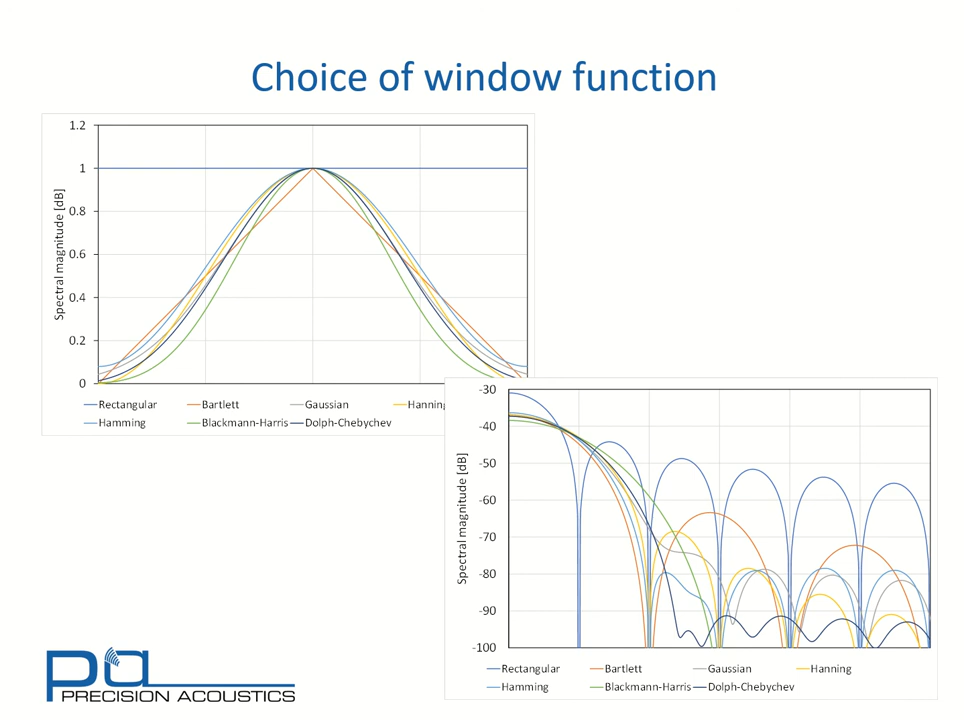 Choice of window function
1.2
1
0.8
0.6
0.4
0.2
0
Spectral magnitude [dB]
Rectangular Bartlett Gaussian Hanning
Hamming Blackmann-Harris Dolph-Chebychev
-30
-40
-50
-60
-70
-80
-90
-100
Spectral magnitude [dB]
Rectangular Bartlett Gaussian Hanning
Hamming Blackmann-Harris Dolph-Chebychev
pa
PRECISION ACOUSTICS